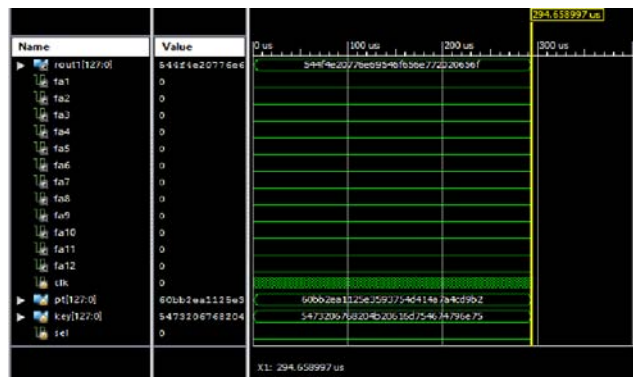 294.658997 us
Name Value 0 us 100 us 200 us 300 us
rout1[127:0] 544f4e20776e6 544f4e20776e69546f656e772020656f
fa1 0
fa2 0
fa3 0
fa4 0
fa5 0
fa6 0
fa7 0
fa8 0
fa9 0
fa10 0
fa11 0
fa12 0
clk 0
pt[127:0] 60bb2ea1125e3 60bb2ea1125e3593754d414a7a4cd9b2
key[127:0] 5473206768204 5473206768204b20616d754674796e75
sel 0
X1: 294.658997 us